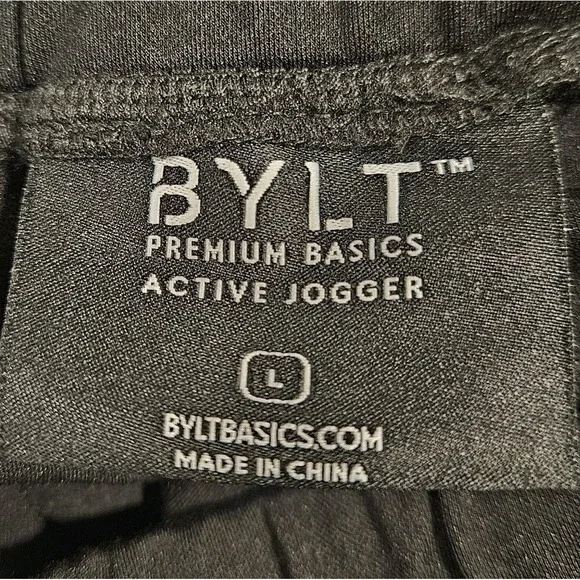 BYLT™
PREMIUM BASICS
ACTIVE JOGGER
L
BYLTBASICS.COM
MADE IN CHINA